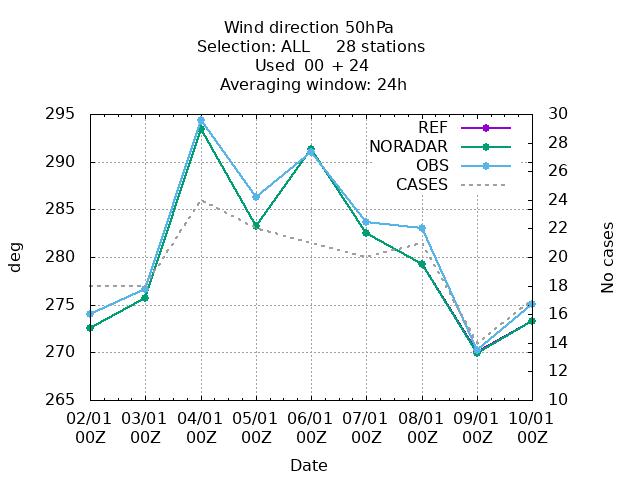 Wind direction 50hPa
Selection: ALL     28 stations
Used  00 + 24
Averaging window: 24h
295
290
285
280
275
270
265
30
28
26
24
22
20
18
16
14
12
10
REF
NORADAR
OBS
CASES
deg
No cases
02/01 03/01 04/01 05/01 06/01 07/01 08/01 09/01 10/01
00Z 00Z 00Z 00Z 00Z 00Z 00Z 00Z 00Z
Date